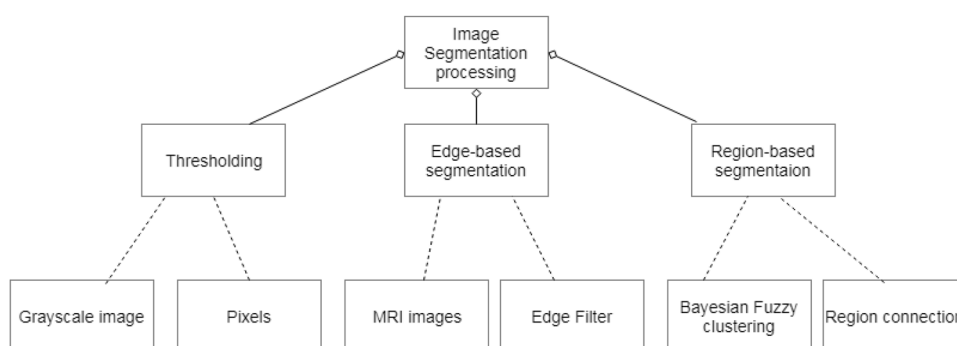 Image
Segmentation
processing
Thresholding
Edge-based
segmentation
Region-based
segmentaion
Grayscale image
Pixels
MRI images
Edge Filter
Bayesian Fuzzy
clustering
Region connection